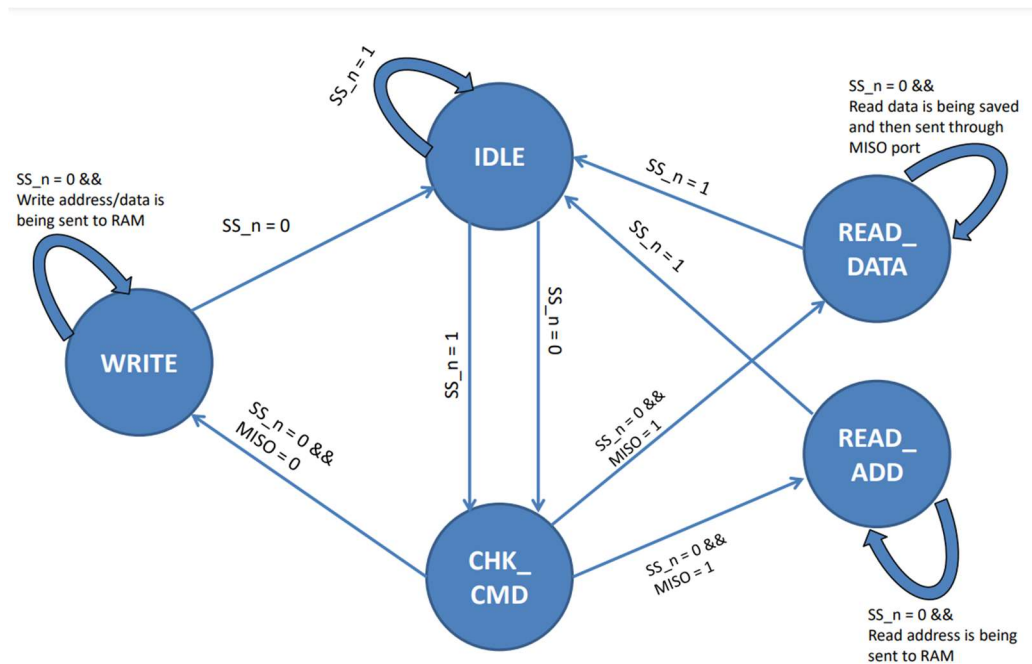 SS_n = 1
IDLE
SS_n = 0 &&
Read data is being saved
and then sent through
MISO port
SS_n = 1
READ_
DATA
SS_n = 0 &&
Write address/data is
being sent to RAM
SS_n = 0
SS_n = 1
WRITE
SS_n = 1
SS_n = 0
SS_n = 0 &&
MISO = 0
SS_n = 0 &&
MISO = 1
READ_
ADD
CHK_
CMD
SS_n = 0 &&
MISO = 1
SS_n = 0 &&
Read address is being
sent to RAM